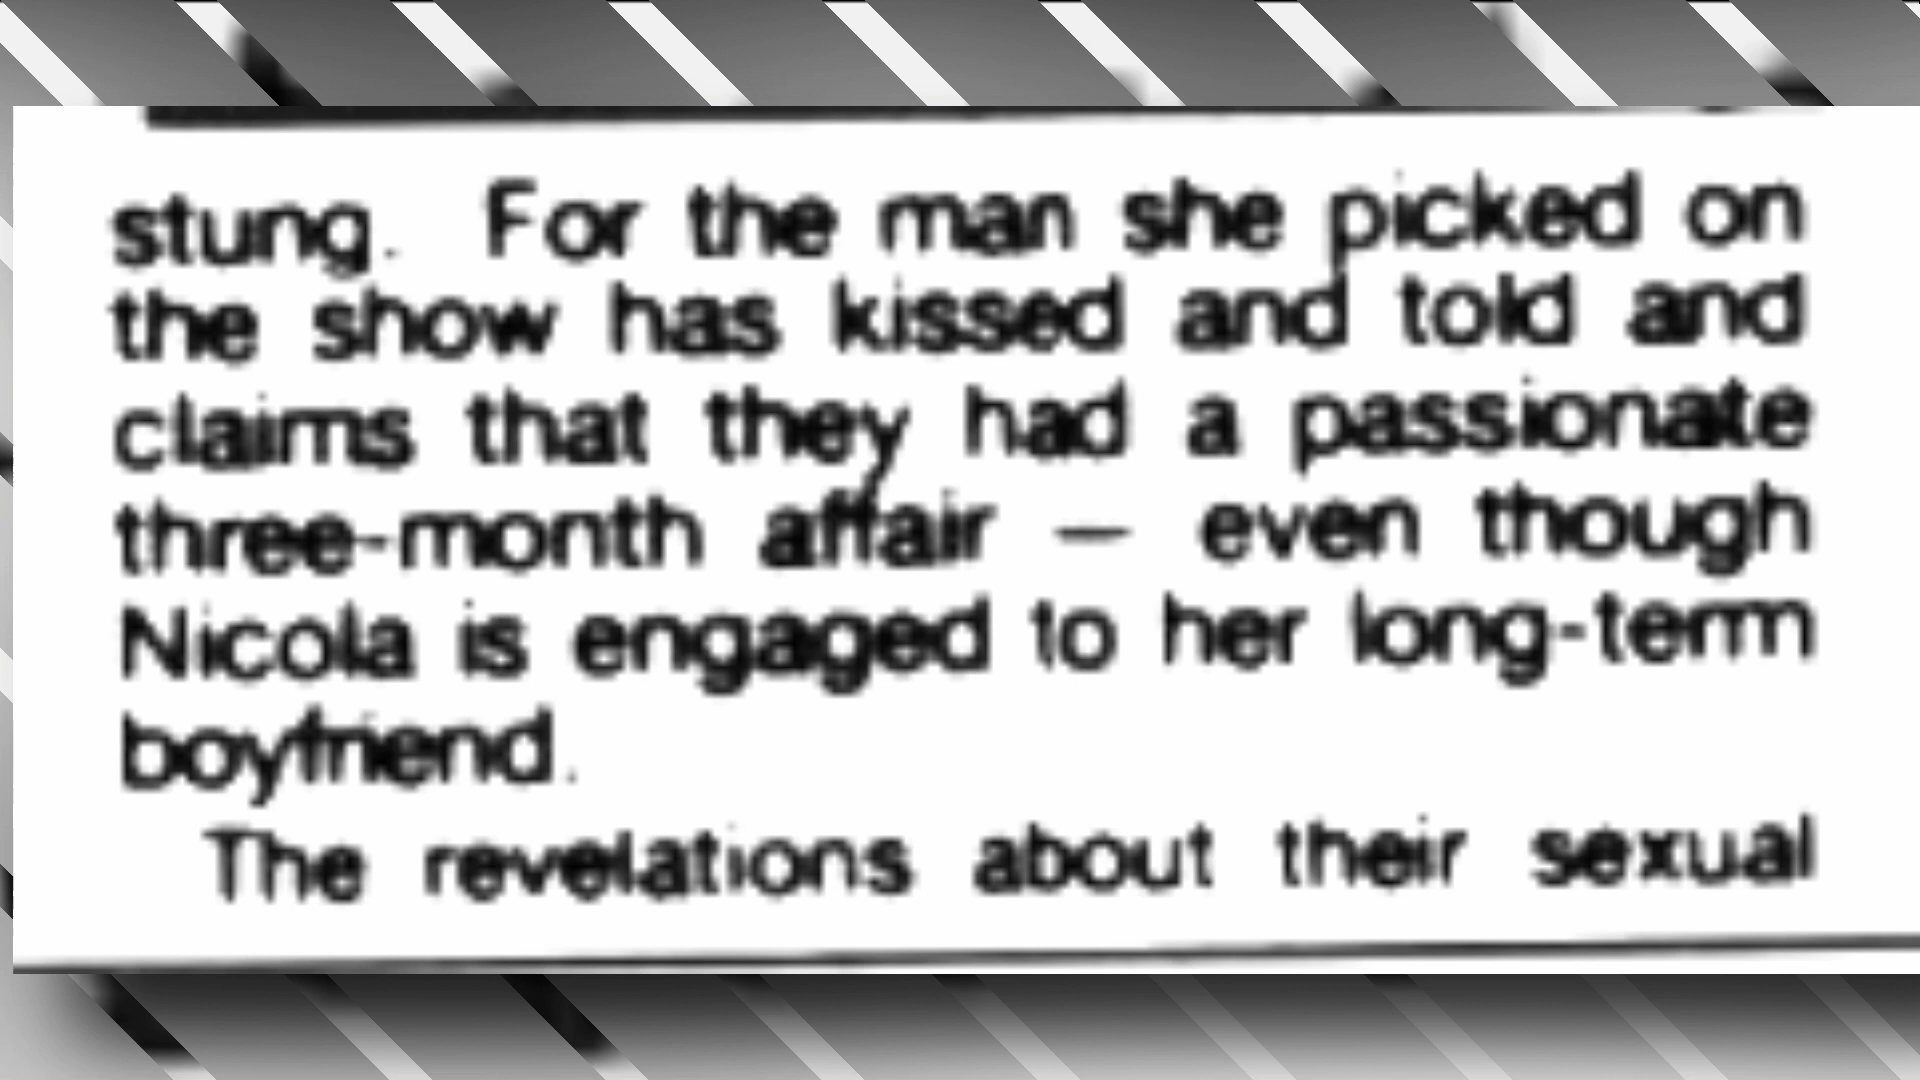 stung. For the man she picked on
the show has kissed and told and
claims that they had a passionate
three-month affair – even though
Nicola is engaged to her long-term
boyfriend.
The revelations about their sexual